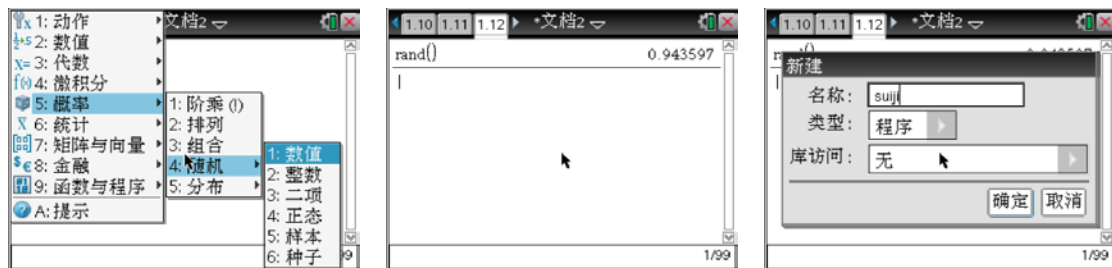 1: 动作
2: 数值
3: 代数
4: 微积分
5: 概率
6: 统计
7: 矩阵与向量
8: 金融
9: 函数与程序
A: 提示
文档2
1: 阶乘 (!)
2: 排列
3: 组合
4: 随机
5: 分布
1: 数值
2: 整数
3: 二项
4: 正态
5: 样本
6: 种子
1.10 1.11 1.12 *文档2
rand() 0.943597
1/99
1.10 1.11 1.12 *文档2
新建
名称: suiji
类型: 程序
库访问: 无
确定 取消
1/99